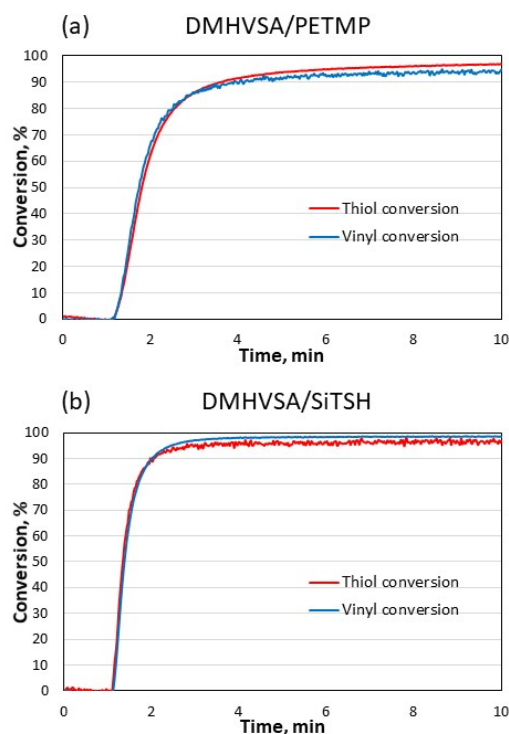 (a) DMHVSA/PETMP
Conversion, %
100
90
80
70
60
50
40
30
20
10
0
Thiol conversion
Vinyl conversion
0 2 4 6 8 10
Time, min
(b) DMHVSA/SiTSH
Conversion, %
100
90
80
70
60
50
40
30
20
10
0
Thiol conversion
Vinyl conversion
0 2 4 6 8 10
Time, min